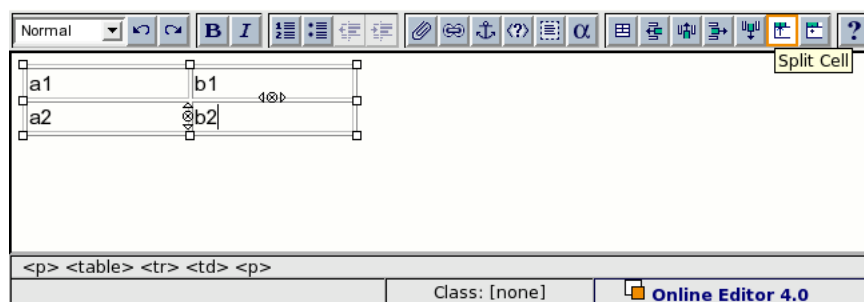 Normal B I <?> α ?
Split Cell
a1 b1
a2 b2
<p> <table> <tr> <td> <p>
Class: [none] Online Editor 4.0